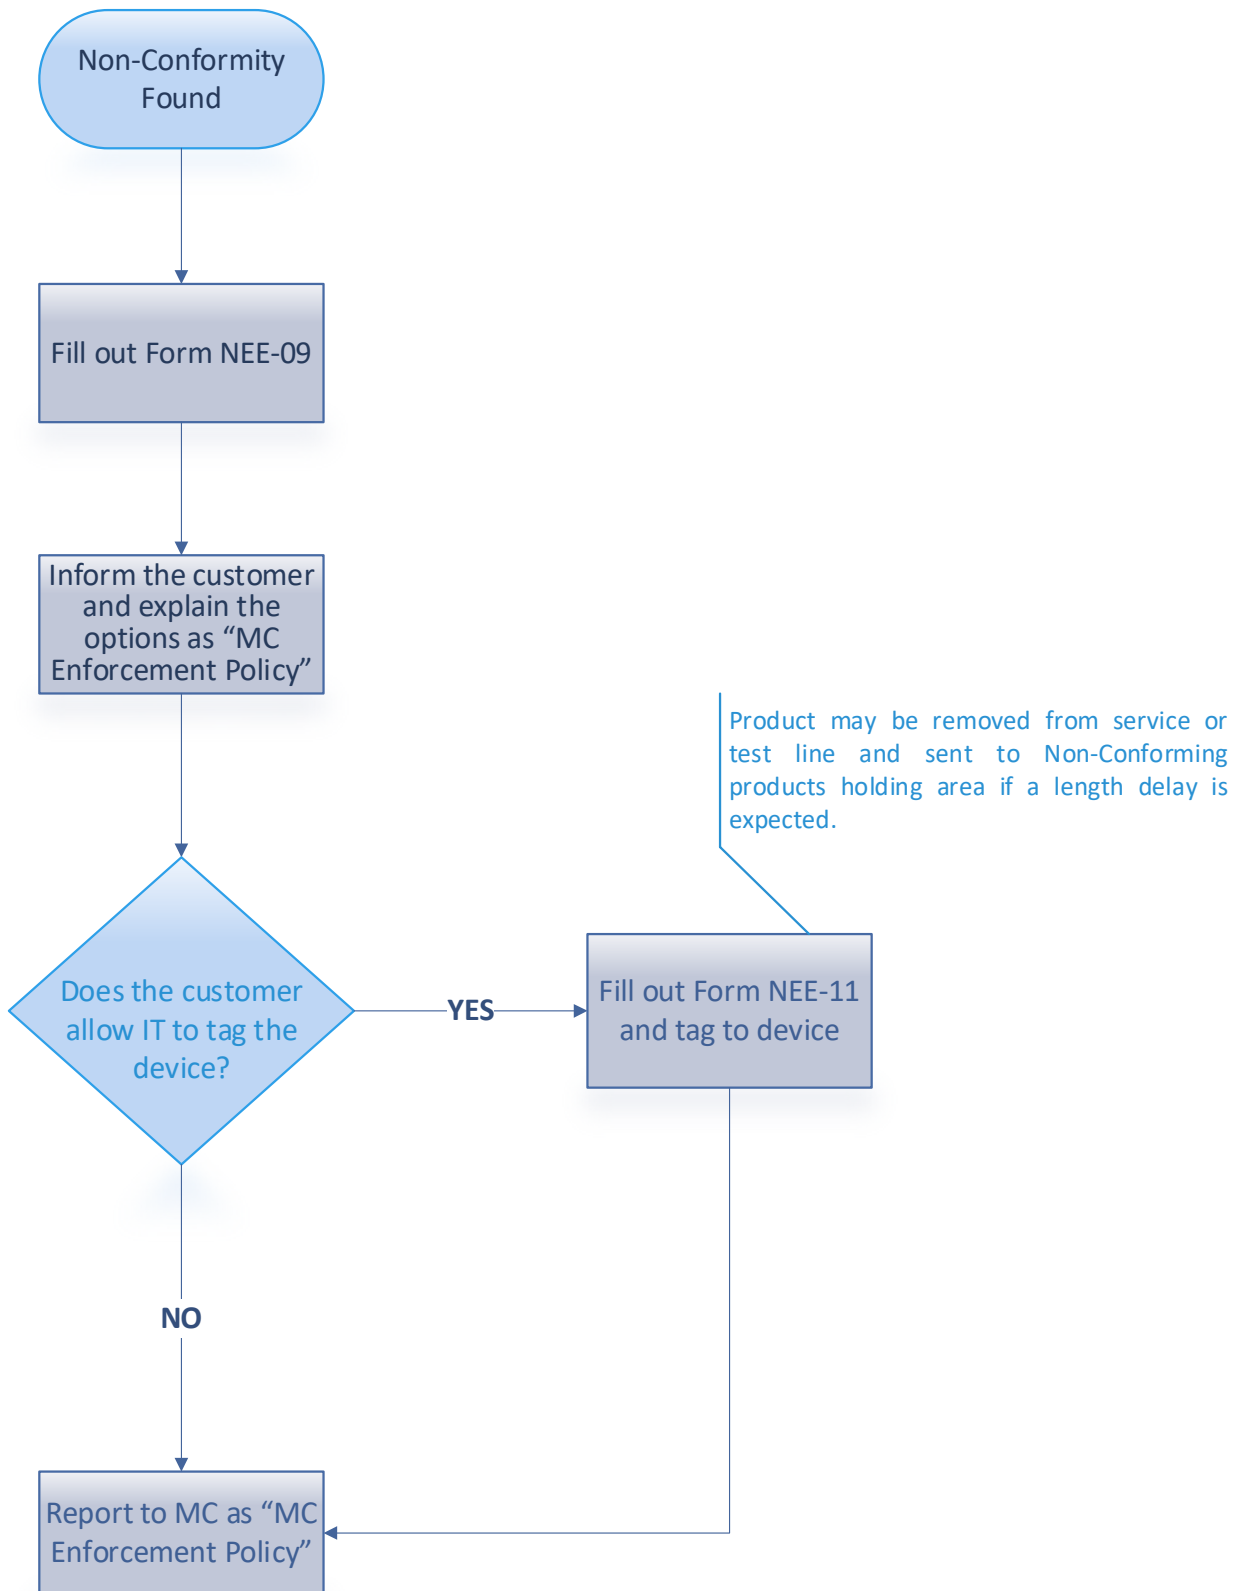 Non-Conformity
Found
Fill out Form NEE-09
Inform the customer
and explain the
options as “MC
Enforcement Policy”
Product may be removed from service or
test line and sent to Non-Conforming
products holding area if a length delay is
expected.
Does the customer
allow IT to tag the
device?
YES
Fill out Form NEE-11
and tag to device
NO
Report to MC as “MC
Enforcement Policy”